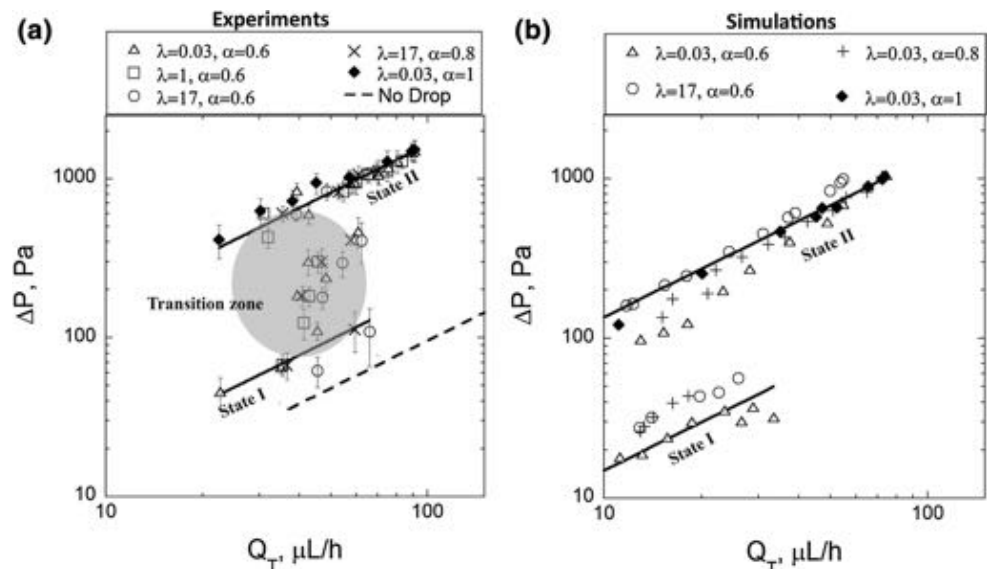 (a)
Experiments
△ λ=0.03, α=0.6
× λ=17, α=0.8
□ λ=1, α=0.6
◆ λ=0.03, α=1
○ λ=17, α=0.6
--- No Drop
1000
100
10
ΔP, Pa
State II
Transition zone
State I
10
100
Q_T, μL/h
(b)
Simulations
△ λ=0.03, α=0.6
+ λ=0.03, α=0.8
○ λ=17, α=0.6
◆ λ=0.03, α=1
1000
100
10
ΔP, Pa
State II
State I
10
100
Q_T, μL/h